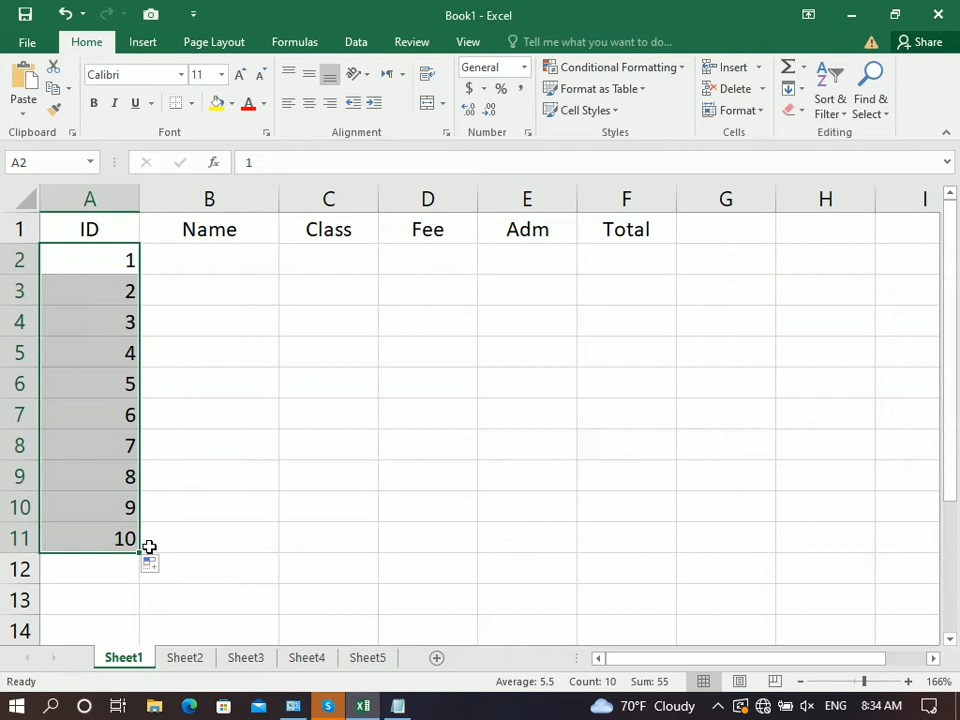 Book1 - Excel
File Home Insert Page Layout Formulas Data Review View Tell me what you want to do... Share
Paste
Calibri 11
B I U
General
$ % ,
Conditional Formatting
Format as Table
Cell Styles
Insert
Delete
Format
Sort & Filter
Find & Select
Clipboard Font Alignment Number Styles Cells Editing
A2 fx 1
A B C D E F G H I
1 ID Name Class Fee Adm Total
2 1
3 2
4 3
5 4
6 5
7 6
8 7
9 8
10 9
11 10
12
13
14
Sheet1 Sheet2 Sheet3 Sheet4 Sheet5
Ready Average: 5.5 Count: 10 Sum: 55 166%
70°F Cloudy ENG 8:34 AM